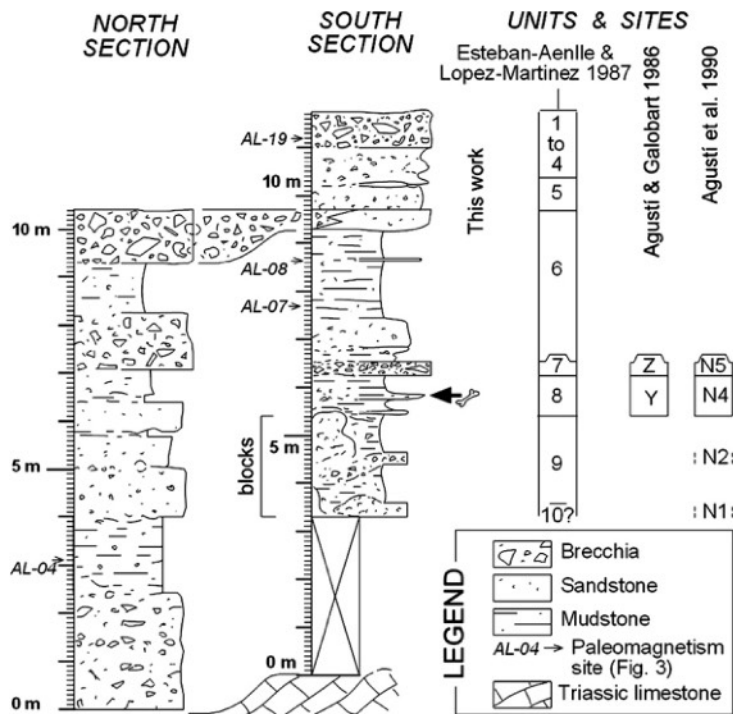 NORTH
SECTION
SOUTH
SECTION
UNITS & SITES
Esteban-Aenlle &
Lopez-Martinez 1987
Agustí & Galobart 1986
Agustí et al. 1990
This work
AL-19
10 m
AL-08
AL-07
5 m
0 m
blocks
10 m
5 m
AL-04
0 m
1
to
4
5
6
7
8
9
10?
Z
Y
N5
N4
N2
N1
LEGEND
Brecchia
Sandstone
Mudstone
AL-04 → Paleomagnetism
site (Fig. 3)
Triassic limestone